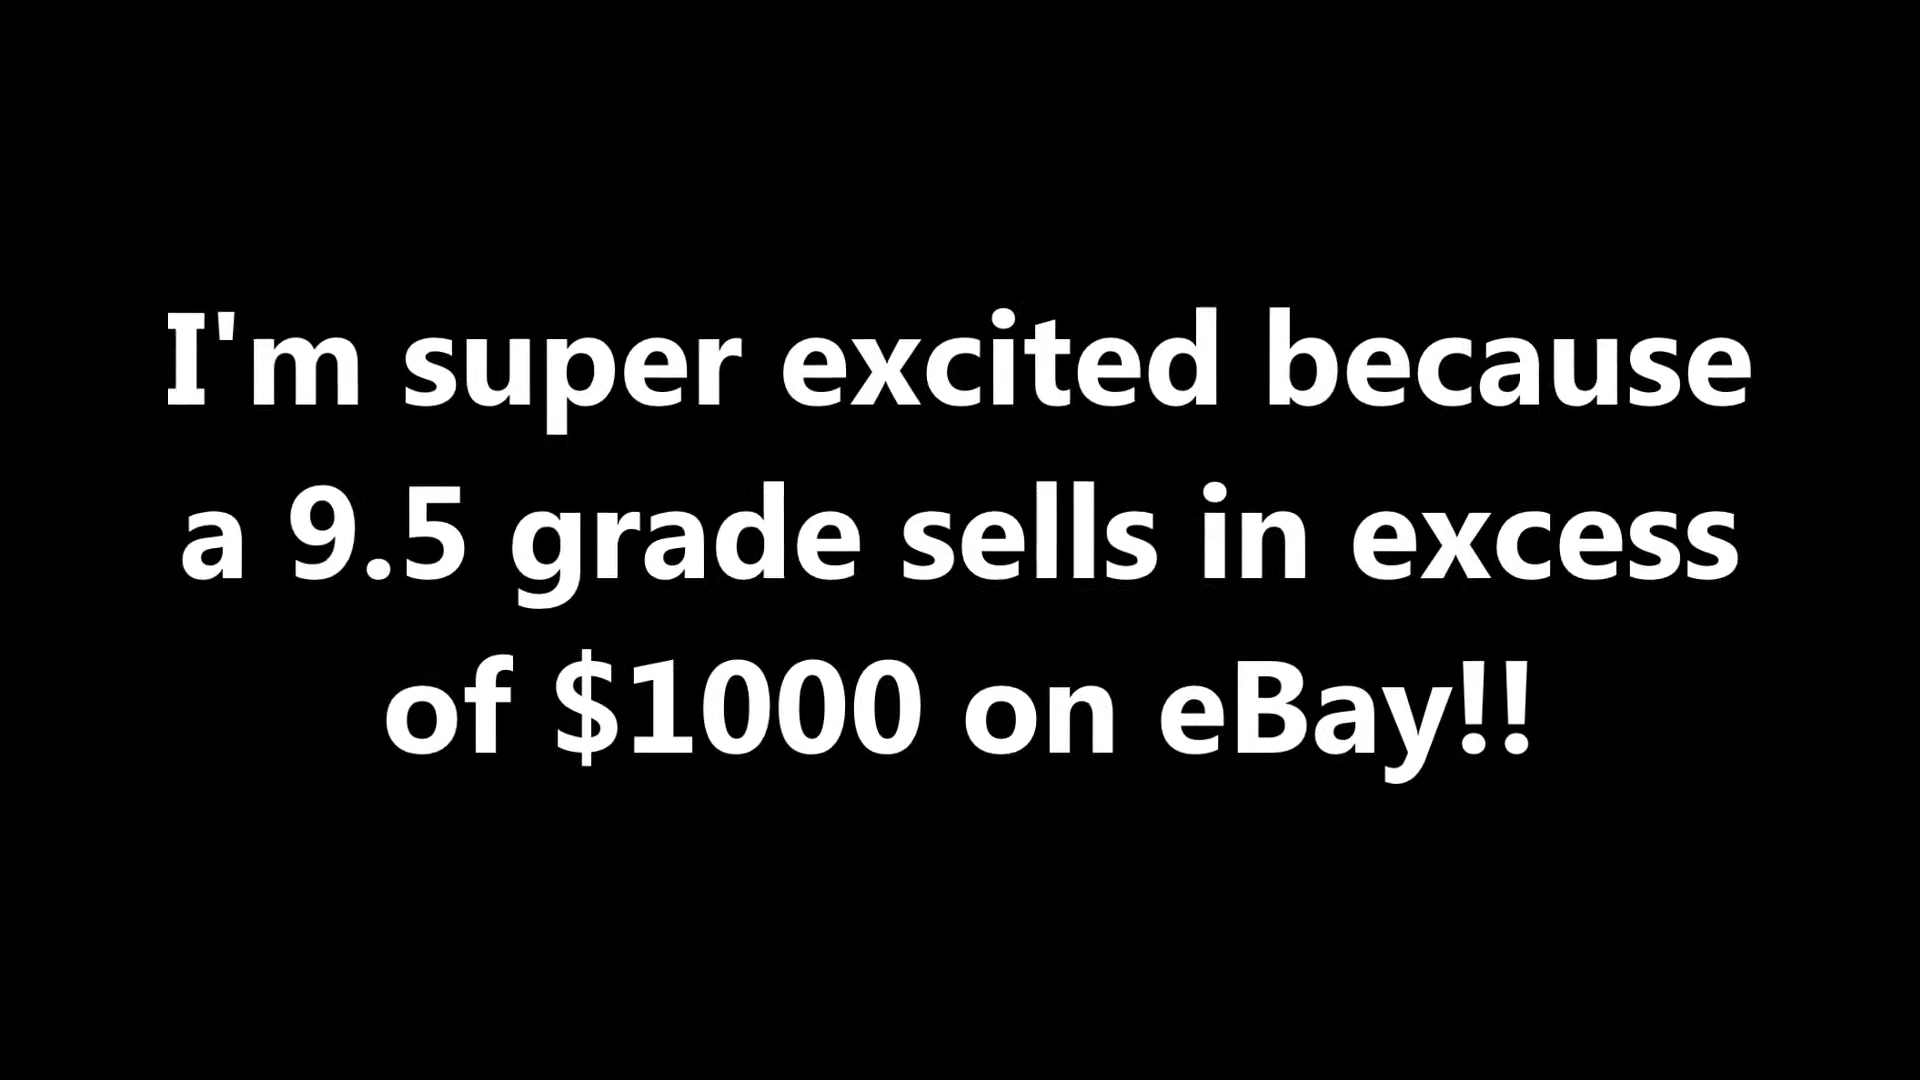 I'm super excited because
a 9.5 grade sells in excess
of $1000 on eBay!!